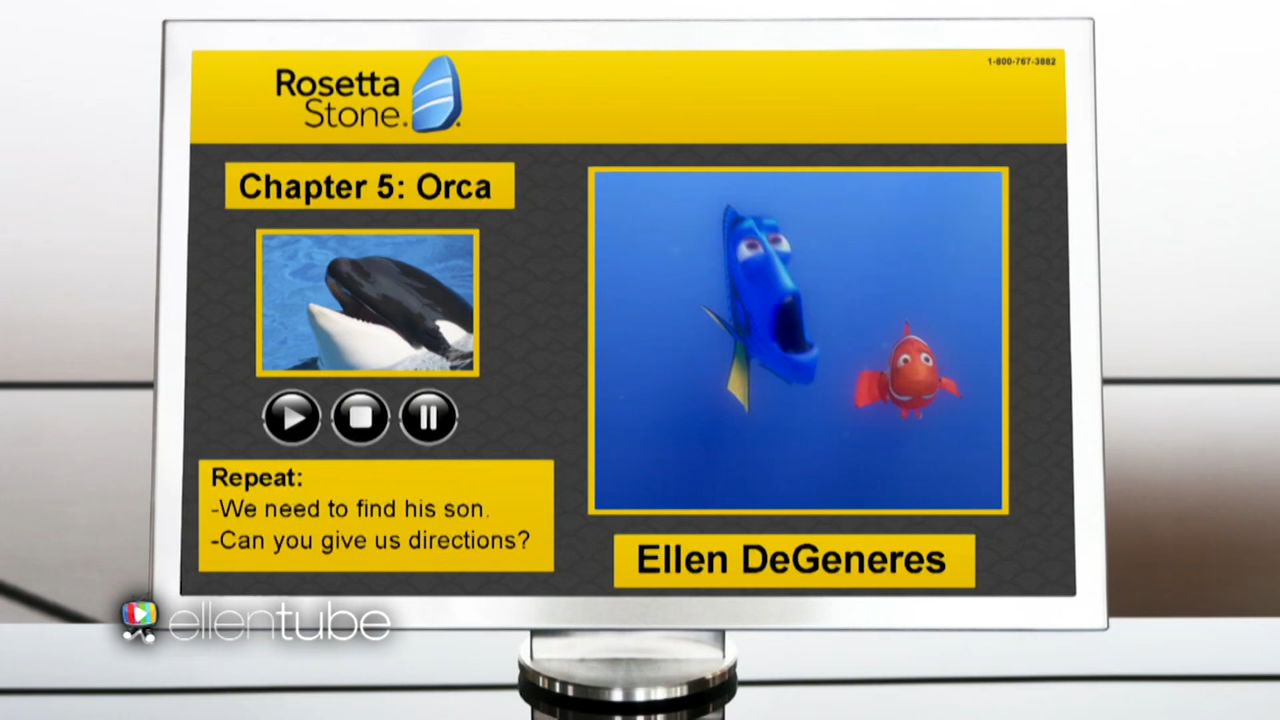 Rosetta
Stone.
1-800-767-3882
Chapter 5: Orca
Repeat:
-We need to find his son.
-Can you give us directions?
Ellen DeGeneres
ellentube